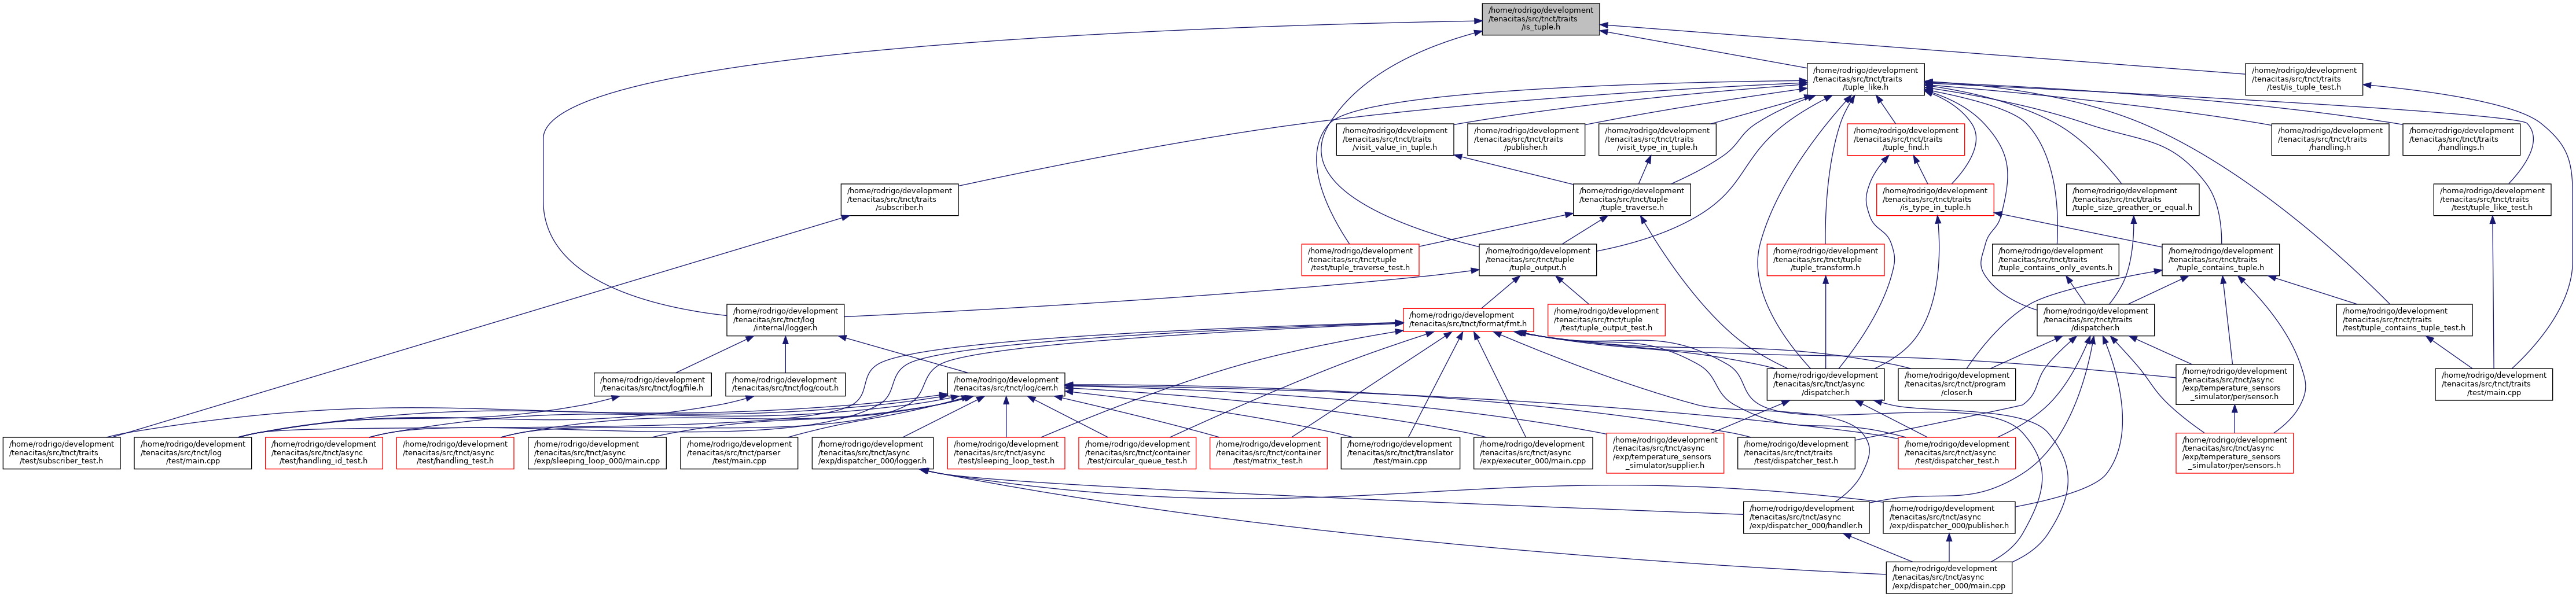 /home/rodrigo/development
/tenacitas/src/tnct/traits
/is_tuple.h
/home/rodrigo/development
/tenacitas/src/tnct/traits
/tuple_like.h
/home/rodrigo/development
/tenacitas/src/tnct/traits
/test/is_tuple_test.h
/home/rodrigo/development
/tenacitas/src/tnct/traits
/visit_value_in_tuple.h
/home/rodrigo/development
/tenacitas/src/tnct/traits
/publisher.h
/home/rodrigo/development
/tenacitas/src/tnct/traits
/visit_type_in_tuple.h
/home/rodrigo/development
/tenacitas/src/tnct/traits
/tuple_find.h
/home/rodrigo/development
/tenacitas/src/tnct/traits
/handling.h
/home/rodrigo/development
/tenacitas/src/tnct/traits
/handlings.h
/home/rodrigo/development
/tenacitas/src/tnct/traits
/subscriber.h
/home/rodrigo/development
/tenacitas/src/tnct/tuple
/tuple_traverse.h
/home/rodrigo/development
/tenacitas/src/tnct/traits
/is_type_in_tuple.h
/home/rodrigo/development
/tenacitas/src/tnct/traits
/tuple_size_greather_or_equal.h
/home/rodrigo/development
/tenacitas/src/tnct/traits
/test/tuple_like_test.h
/home/rodrigo/development
/tenacitas/src/tnct/tuple
/test/tuple_traverse_test.h
/home/rodrigo/development
/tenacitas/src/tnct/tuple
/tuple_output.h
/home/rodrigo/development
/tenacitas/src/tnct/tuple
/tuple_transform.h
/home/rodrigo/development
/tenacitas/src/tnct/traits
/tuple_contains_only_events.h
/home/rodrigo/development
/tenacitas/src/tnct/traits
/tuple_contains_tuple.h
/home/rodrigo/development
/tenacitas/src/tnct/log
/internal/logger.h
/home/rodrigo/development
/tenacitas/src/tnct/format/fmt.h
/home/rodrigo/development
/tenacitas/src/tnct/tuple
/test/tuple_output_test.h
/home/rodrigo/development
/tenacitas/src/tnct/traits
/dispatcher.h
/home/rodrigo/development
/tenacitas/src/tnct/traits
/test/tuple_contains_tuple_test.h
/home/rodrigo/development
/tenacitas/src/tnct/log/file.h
/home/rodrigo/development
/tenacitas/src/tnct/log/cout.h
/home/rodrigo/development
/tenacitas/src/tnct/log/cerr.h
/home/rodrigo/development
/tenacitas/src/tnct/async
/dispatcher.h
/home/rodrigo/development
/tenacitas/src/tnct/program
/closer.h
/home/rodrigo/development
/tenacitas/src/tnct/async
/exp/temperature_sensors
_simulator/per/sensor.h
/home/rodrigo/development
/tenacitas/src/tnct/traits
/test/main.cpp
/home/rodrigo/development
/tenacitas/src/tnct/traits
/test/subscriber_test.h
/home/rodrigo/development
/tenacitas/src/tnct/log
/test/main.cpp
/home/rodrigo/development
/tenacitas/src/tnct/async
/test/handling_id_test.h
/home/rodrigo/development
/tenacitas/src/tnct/async
/test/handling_test.h
/home/rodrigo/development
/tenacitas/src/tnct/async
/exp/sleeping_loop_000/main.cpp
/home/rodrigo/development
/tenacitas/src/tnct/parser
/test/main.cpp
/home/rodrigo/development
/tenacitas/src/tnct/async
/exp/dispatcher_000/logger.h
/home/rodrigo/development
/tenacitas/src/tnct/async
/test/sleeping_loop_test.h
/home/rodrigo/development
/tenacitas/src/tnct/container
/test/circular_queue_test.h
/home/rodrigo/development
/tenacitas/src/tnct/container
/test/matrix_test.h
/home/rodrigo/development
/tenacitas/src/tnct/translator
/test/main.cpp
/home/rodrigo/development
/tenacitas/src/tnct/async
/exp/executer_000/main.cpp
/home/rodrigo/development
/tenacitas/src/tnct/async
/exp/temperature_sensors
_simulator/supplier.h
/home/rodrigo/development
/tenacitas/src/tnct/traits
/test/dispatcher_test.h
/home/rodrigo/development
/tenacitas/src/tnct/async
/test/dispatcher_test.h
/home/rodrigo/development
/tenacitas/src/tnct/async
/exp/temperature_sensors
_simulator/per/sensors.h
/home/rodrigo/development
/tenacitas/src/tnct/async
/exp/dispatcher_000/handler.h
/home/rodrigo/development
/tenacitas/src/tnct/async
/exp/dispatcher_000/publisher.h
/home/rodrigo/development
/tenacitas/src/tnct/async
/exp/dispatcher_000/main.cpp